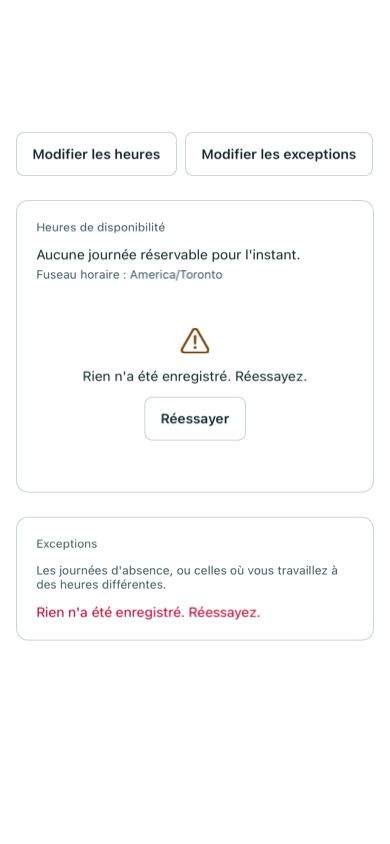 Modifier les heures
Modifier les exceptions
Heures de disponibilité
Aucune journée réservable pour l'instant.
Fuseau horaire : America/Toronto
Rien n'a été enregistré. Réessayez.
Réessayer
Exceptions
Les journées d'absence, ou celles où vous travaillez à
des heures différentes.
Rien n'a été enregistré. Réessayez.